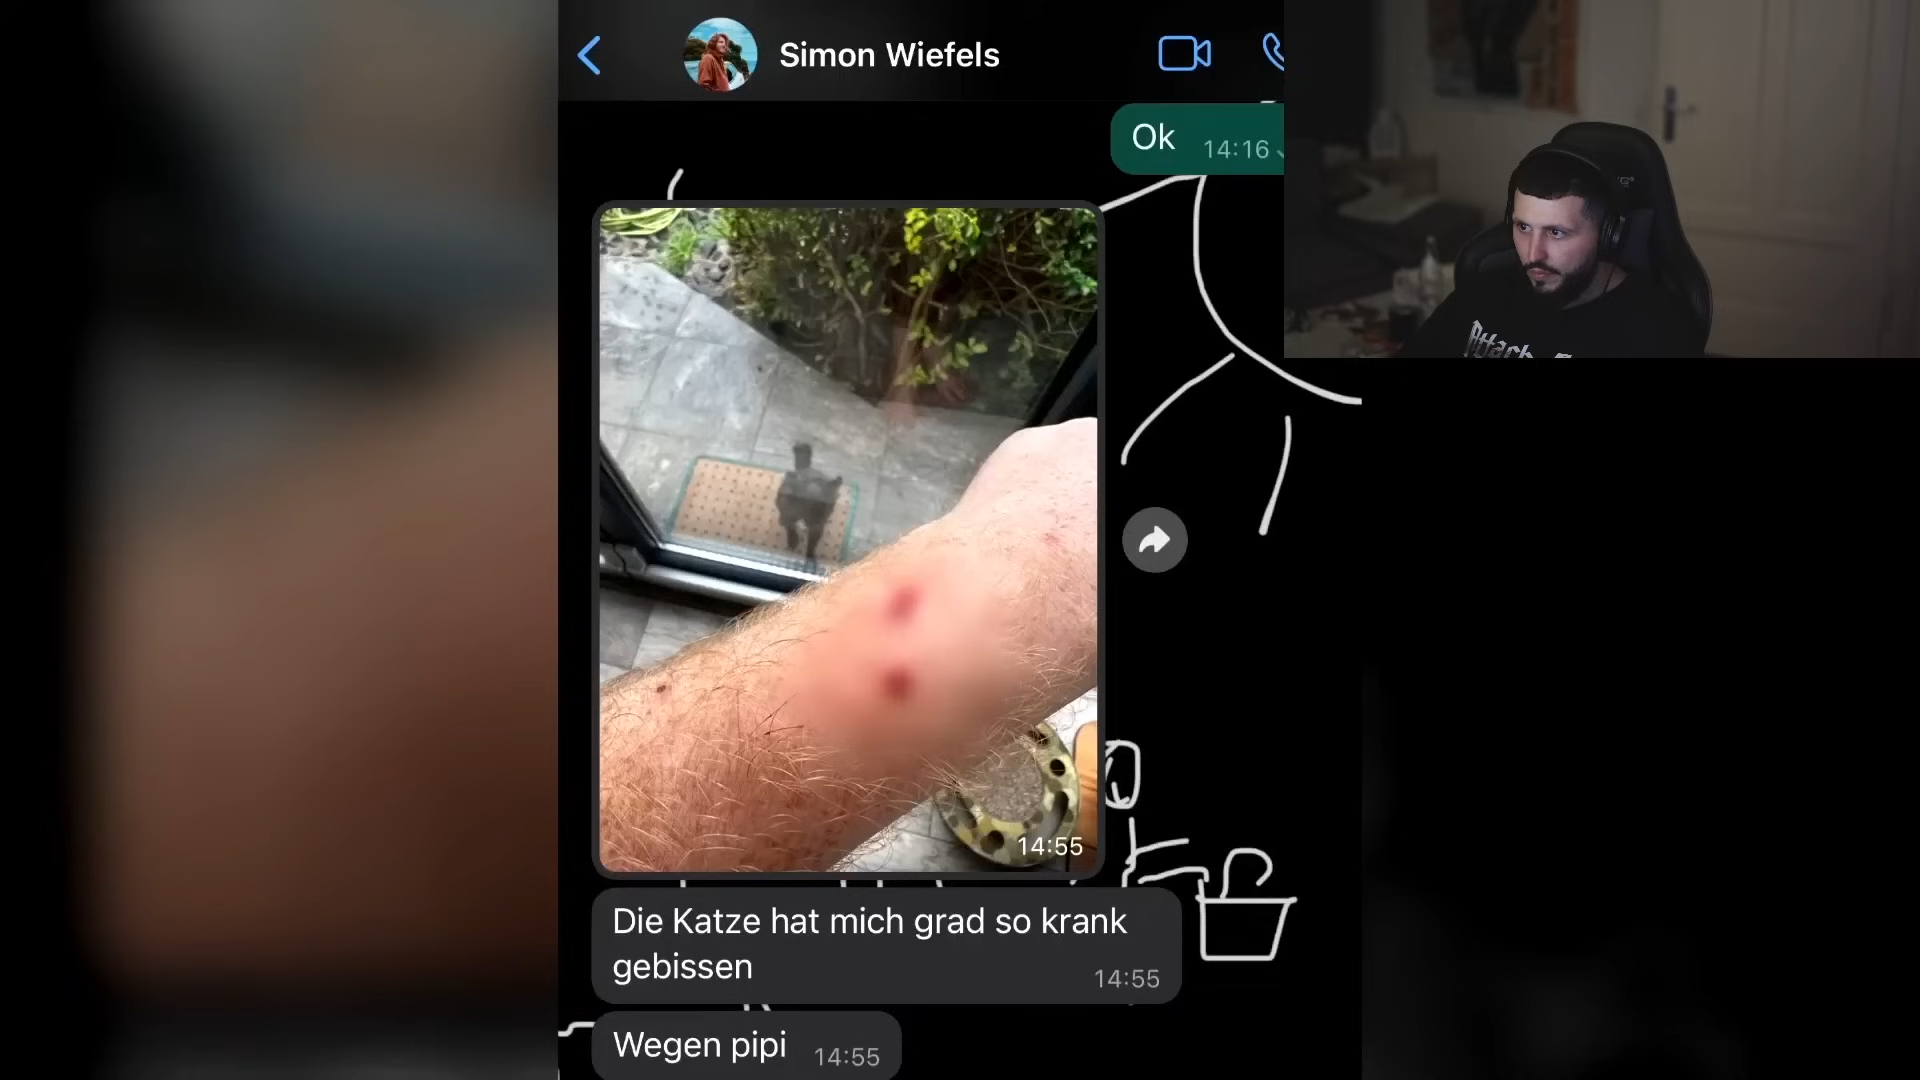 Simon Wiefels
Ok 14:16
14:55
Die Katze hat mich grad so krank
gebissen 14:55
Wegen pipi 14:55